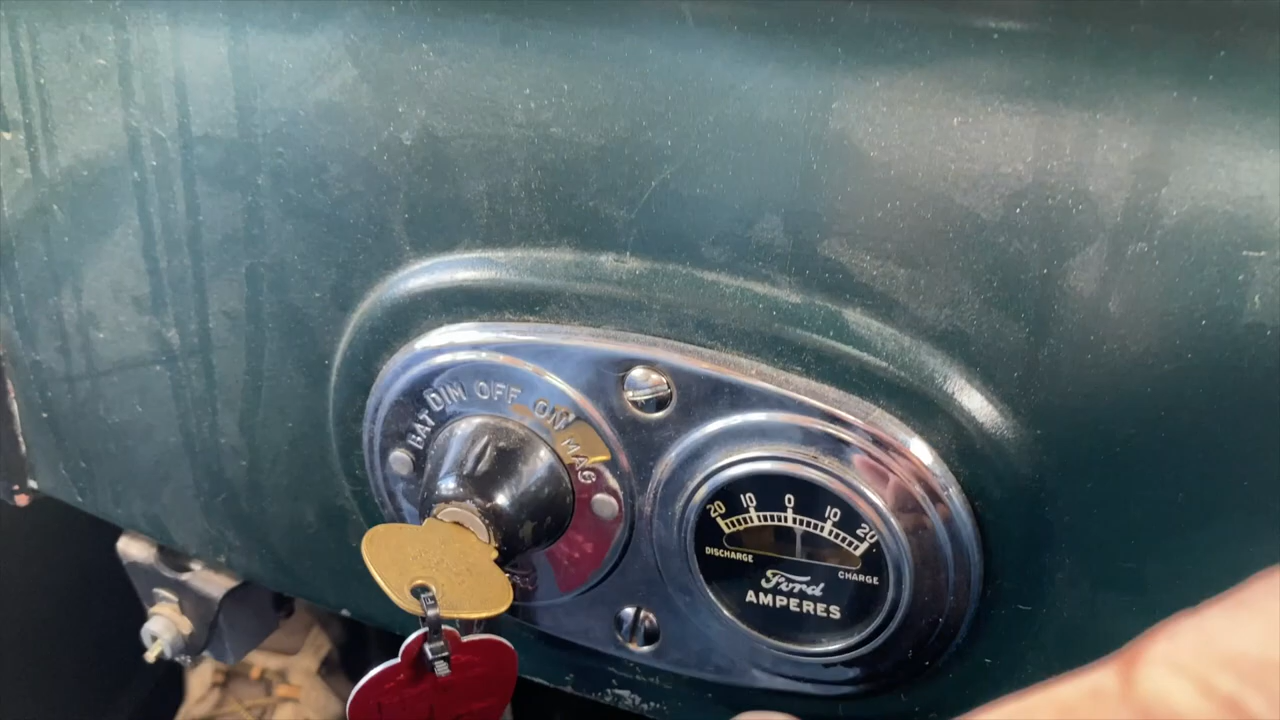 BAT DIM OFF ON MAG
20 10 0 10 20
DISCHARGE CHARGE
Ford
AMPERES